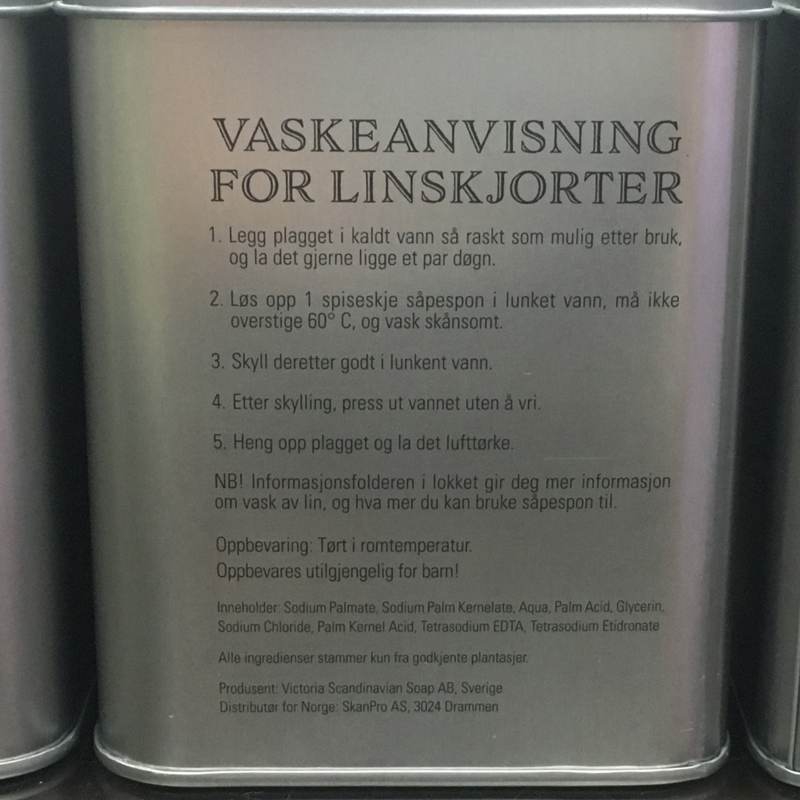 VASKEANVISNING
FOR LINSKJORTER
1. Legg plagget i kaldt vann så raskt som mulig etter bruk,
og la det gjerne ligge et par døgn.
2. Løs opp 1 spiseskje såpespon i lunket vann, må ikke
overstige 60° C, og vask skånsomt.
3. Skyll deretter godt i lunkent vann.
4. Etter skylling, press ut vannet uten å vri.
5. Heng opp plagget og la det lufttørke.
NB! Informasjonsfolderen i lokket gir deg mer informasjon
om vask av lin, og hva mer du kan bruke såpespon til.
Oppbevaring: Tørt i romtemperatur.
Oppbevares utilgjengelig for barn!
Inneholder: Sodium Palmate, Sodium Palm Kernelate, Aqua, Palm Acid, Glycerin,
Sodium Chloride, Palm Kernel Acid, Tetrasodium EDTA, Tetrasodium Etidronate
Alle ingredienser stammer kun fra godkjente plantasjer.
Produsent: Victoria Scandinavian Soap AB, Sverige
Distributør for Norge: SkanPro AS, 3024 Drammen